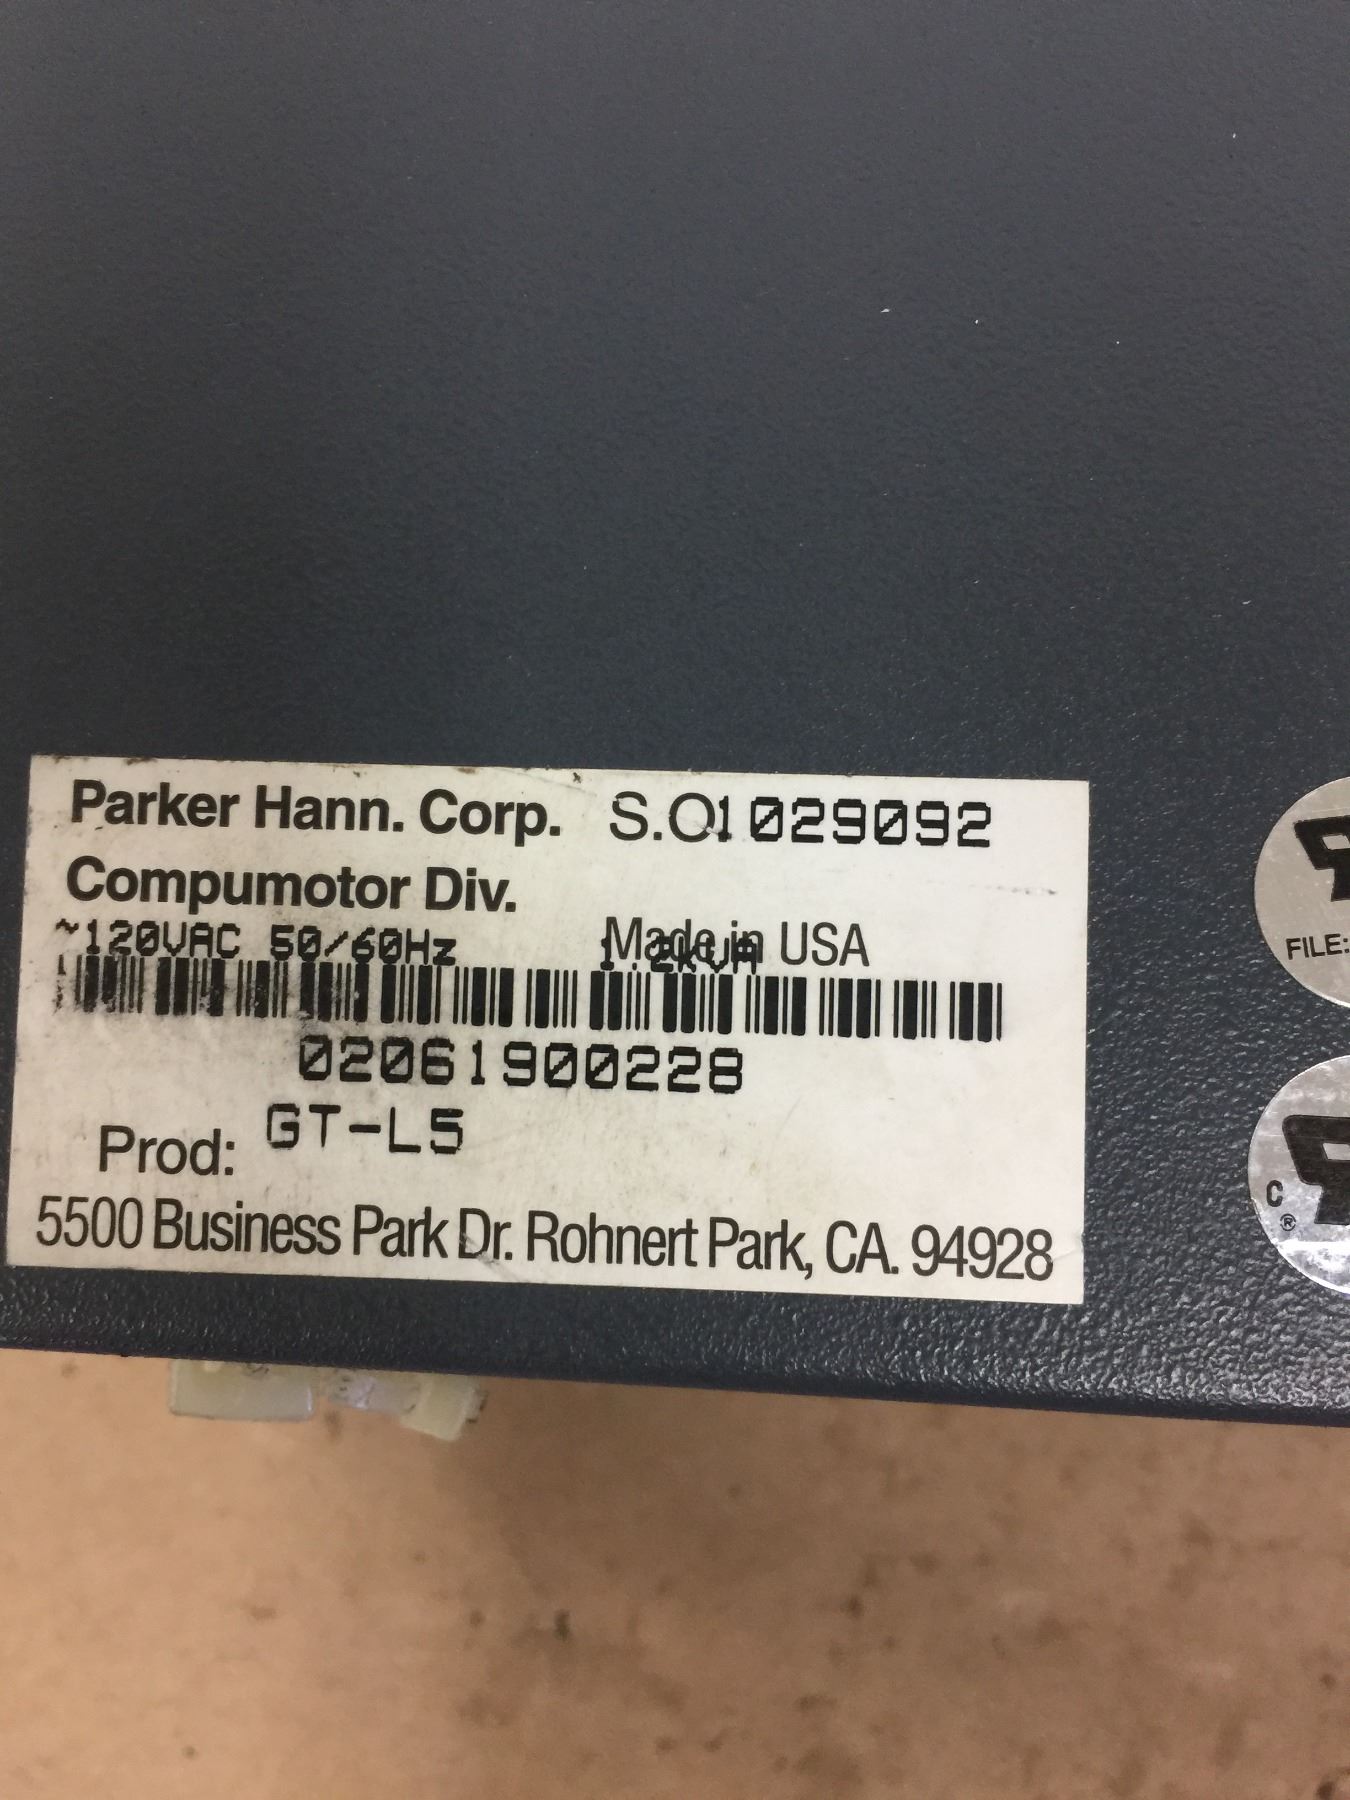 Parker Hann. Corp. S.O1029092
Compumotor Div.
~120VAC 50/60Hz Made in USA
1.2kVA
02061900228
Prod: GT-L5
5500 Business Park Dr. Rohnert Park, CA. 94928
FILE:
C
®